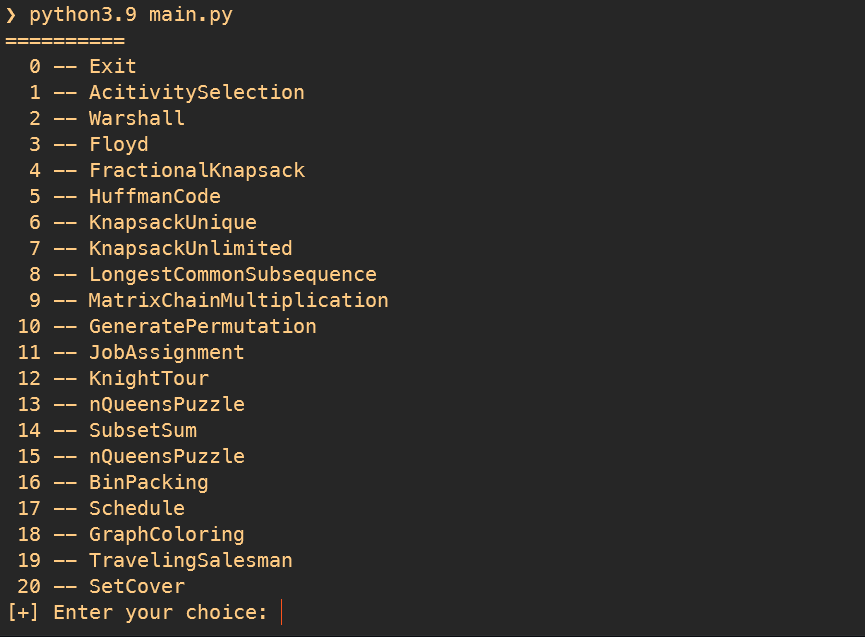 ❯ python3.9 main.py
==========
  0 -- Exit
  1 -- AcitivitySelection
  2 -- Warshall
  3 -- Floyd
  4 -- FractionalKnapsack
  5 -- HuffmanCode
  6 -- KnapsackUnique
  7 -- KnapsackUnlimited
  8 -- LongestCommonSubsequence
  9 -- MatrixChainMultiplication
 10 -- GeneratePermutation
 11 -- JobAssignment
 12 -- KnightTour
 13 -- nQueensPuzzle
 14 -- SubsetSum
 15 -- nQueensPuzzle
 16 -- BinPacking
 17 -- Schedule
 18 -- GraphColoring
 19 -- TravelingSalesman
 20 -- SetCover
[+] Enter your choice: